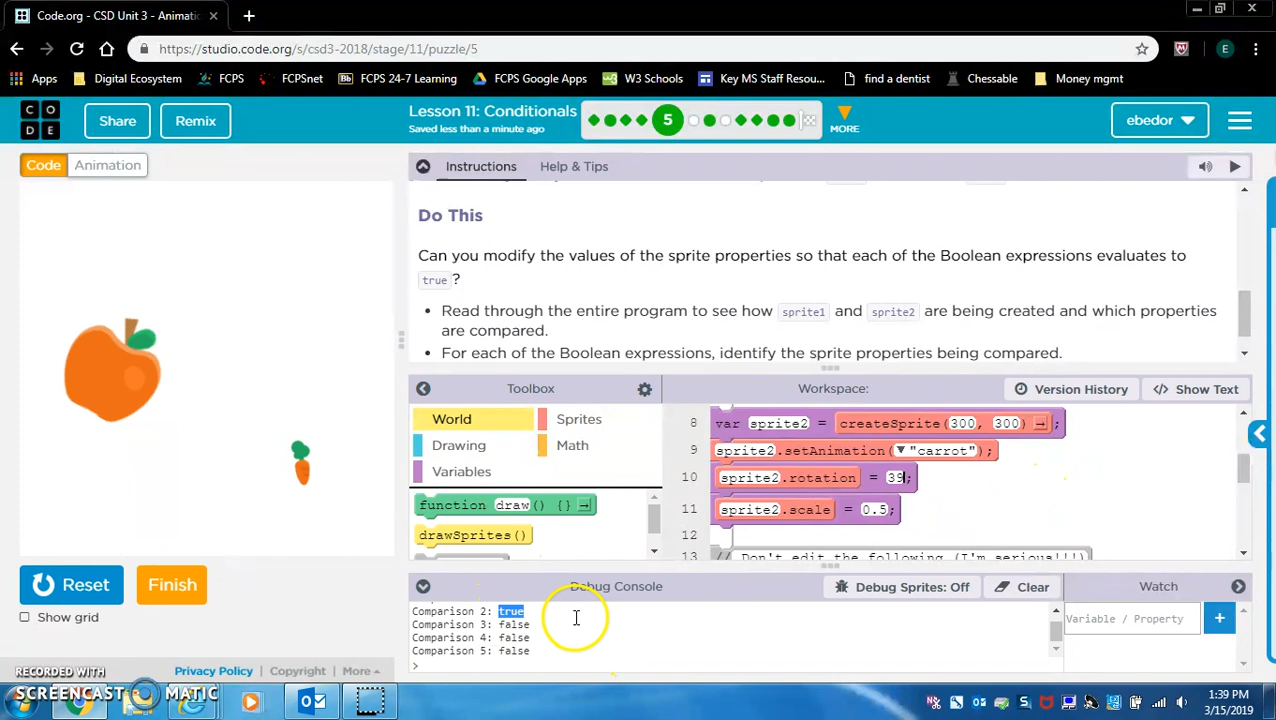 Code.org - CSD Unit 3 - Animatio
https://studio.code.org/s/csd3-2018/stage/11/puzzle/5
E
Apps Digital Ecosystem FCPS FCPSnet Bb FCPS 24-7 Learning FCPS Google Apps W3 Schools Key MS Staff Resou... find a dentist Chessable Money mgmt
C O
D E
Share Remix
Lesson 11: Conditionals
Saved less than a minute ago
5
MORE
ebedor
Code Animation
Instructions Help & Tips
Do This
Can you modify the values of the sprite properties so that each of the Boolean expressions evaluates to
true ?
• Read through the entire program to see how sprite1 and sprite2 are being created and which properties
are compared.
• For each of the Boolean expressions, identify the sprite properties being compared.
Toolbox Workspace: Version History </> Show Text
World Sprites
Drawing Math
Variables
function draw() {}
drawSprites()
8 var sprite2 = createSprite(300, 300);
9 sprite2.setAnimation("carrot");
10 sprite2.rotation = 39;
11 sprite2.scale = 0.5;
12
13 // Don't edit the following (I'm serious!!!)
Reset Finish
Show grid
Debug Console Debug Sprites: Off Clear Watch
Comparison 2: true
Comparison 3: false
Comparison 4: false
Comparison 5: false
>
Variable / Property +
Privacy Policy Copyright More
RECORDED WITH
SCREENCAST MATIC
1:39 PM
3/15/2019